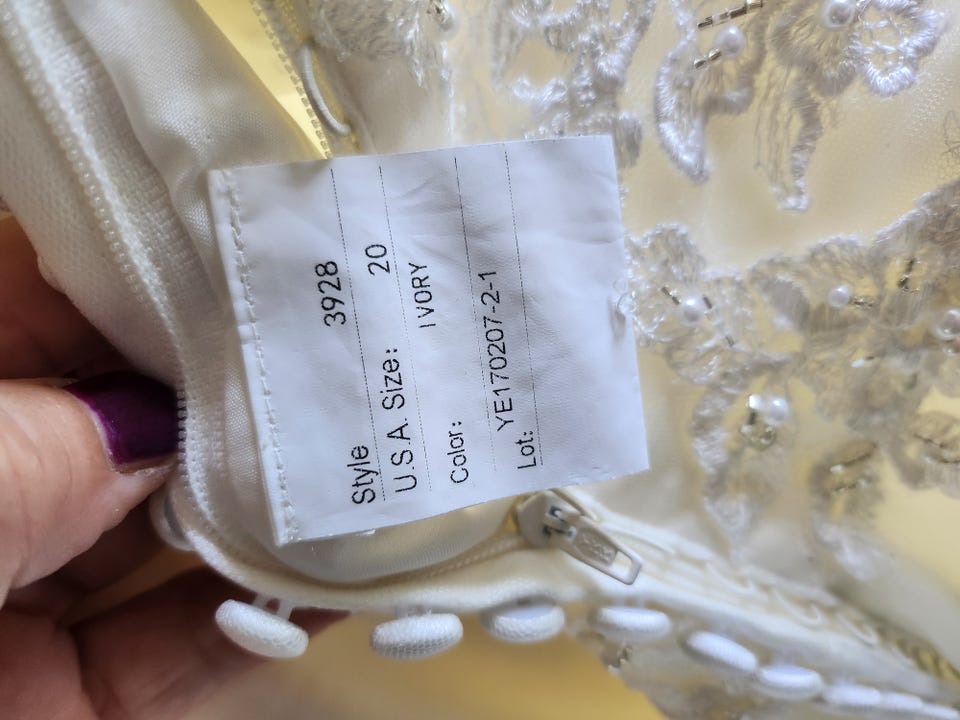 Style 3928
U.S.A. Size: 20
Color: IVORY
Lot: YE170207-2-1